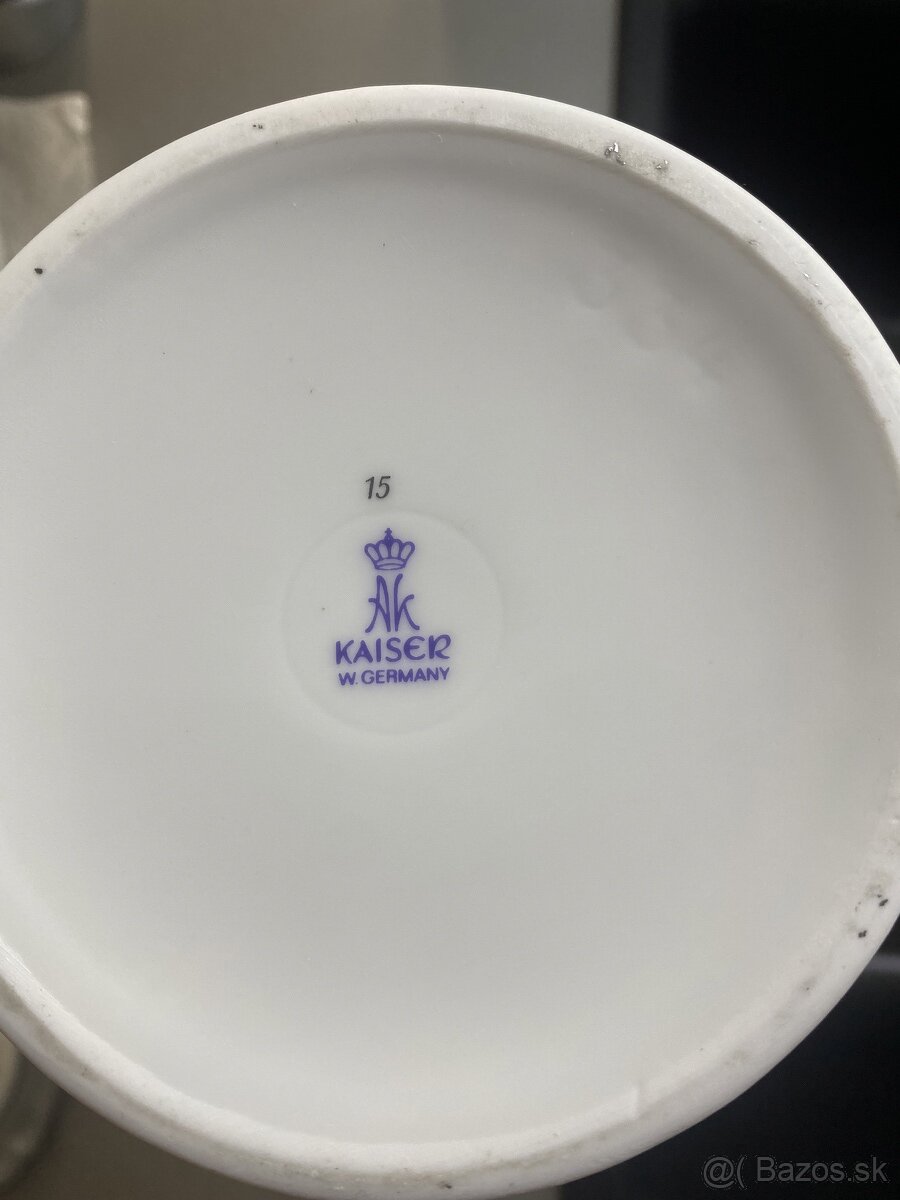 15
AK
KAISER
W. GERMANY
@( Bazos.sk